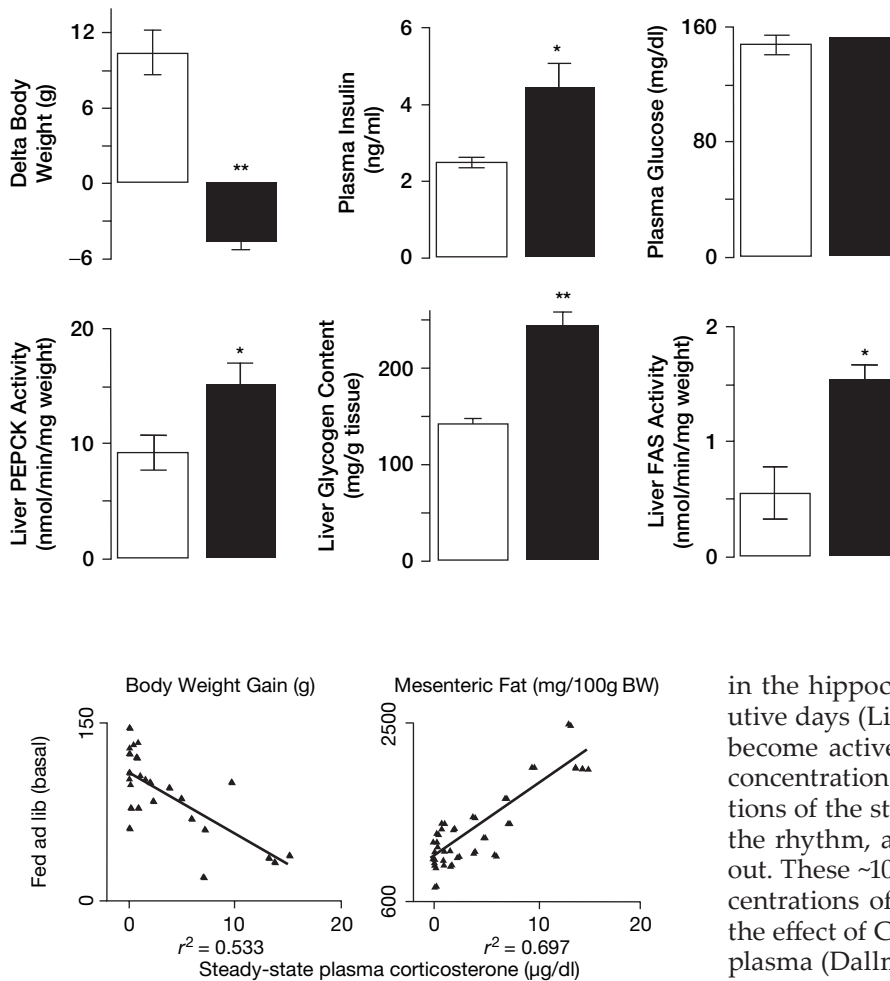 Delta Body
Weight (g)
12
6
0
–6
**
Plasma Insulin
(ng/ml)
6
4
2
0
*
Plasma Glucose (mg/dl)
160
80
0
Liver PEPCK Activity
(nmol/min/mg weight)
20
10
0
*
Liver Glycogen Content
(mg/g tissue)
200
100
0
**
Liver FAS Activity
(nmol/min/mg weight)
2
1
0
*
Body Weight Gain (g)
Fed ad lib (basal)
150
0
0 10 20
r² = 0.533
Mesenteric Fat (mg/100g BW)
2500
600
0 10 20
r² = 0.697
Steady-state plasma corticosterone (µg/dl)
in the hippoc
utive days (Li
become active
concentration
tions of the st
the rhythm, a
out. These ~10
centrations of
the effect of C
plasma (Dallm